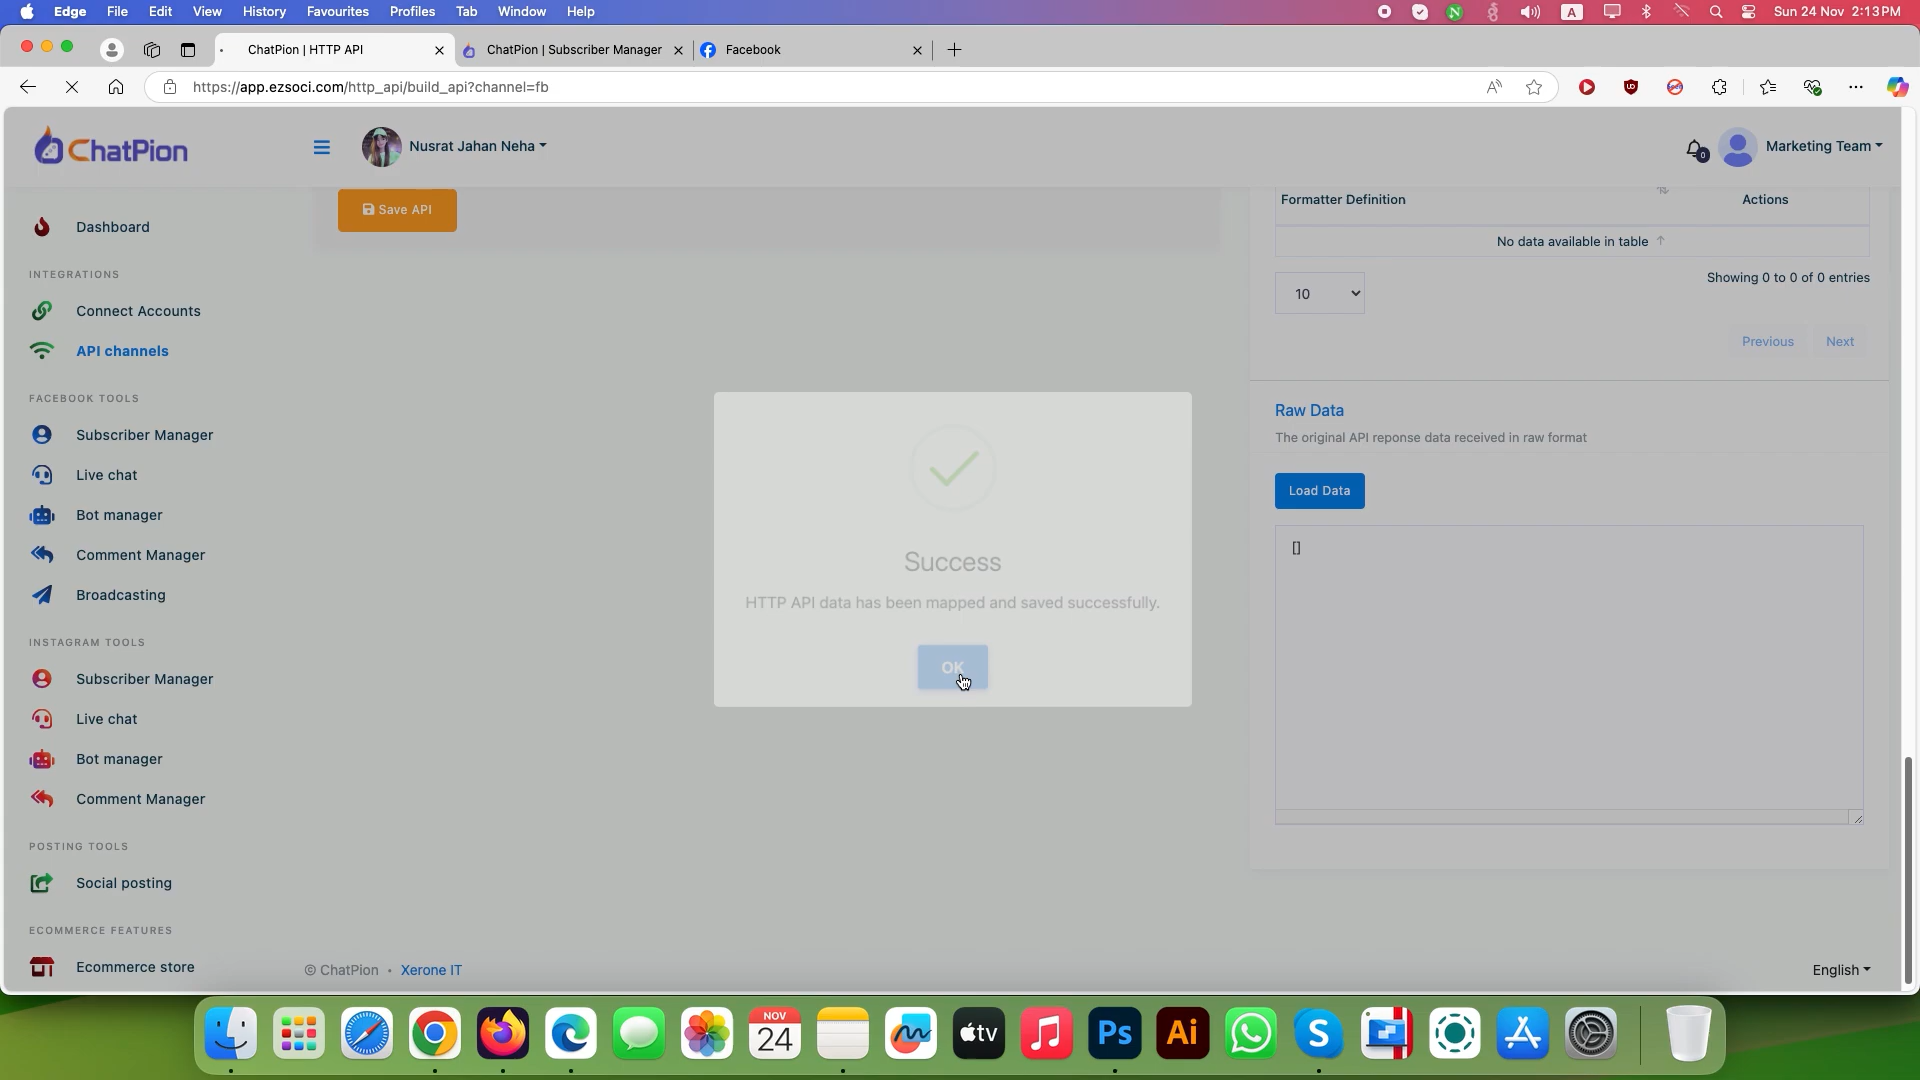 Edge File Edit View History Favourites Profiles Tab Window Help
A Sun 24 Nov 2:13 PM
ChatPion | HTTP API
ChatPion | Subscriber Manager
Facebook
https://app.ezsoci.com/http_api/build_api?channel=fb
ChatPion
Nusrat Jahan Neha
0
Marketing Team
Dashboard
INTEGRATIONS
Connect Accounts
API channels
FACEBOOK TOOLS
Subscriber Manager
Live chat
Bot manager
Comment Manager
Broadcasting
INSTAGRAM TOOLS
Subscriber Manager
Live chat
Bot manager
Comment Manager
POSTING TOOLS
Social posting
ECOMMERCE FEATURES
Ecommerce store
Save API
Formatter Definition Actions
No data available in table
Showing 0 to 0 of 0 entries
10
Previous Next
Raw Data
The original API reponse data received in raw format
Load Data
[]
Success
HTTP API data has been mapped and saved successfully.
OK
© ChatPion • Xerone IT
English
NOV
24
tv
Ps
Ai
S